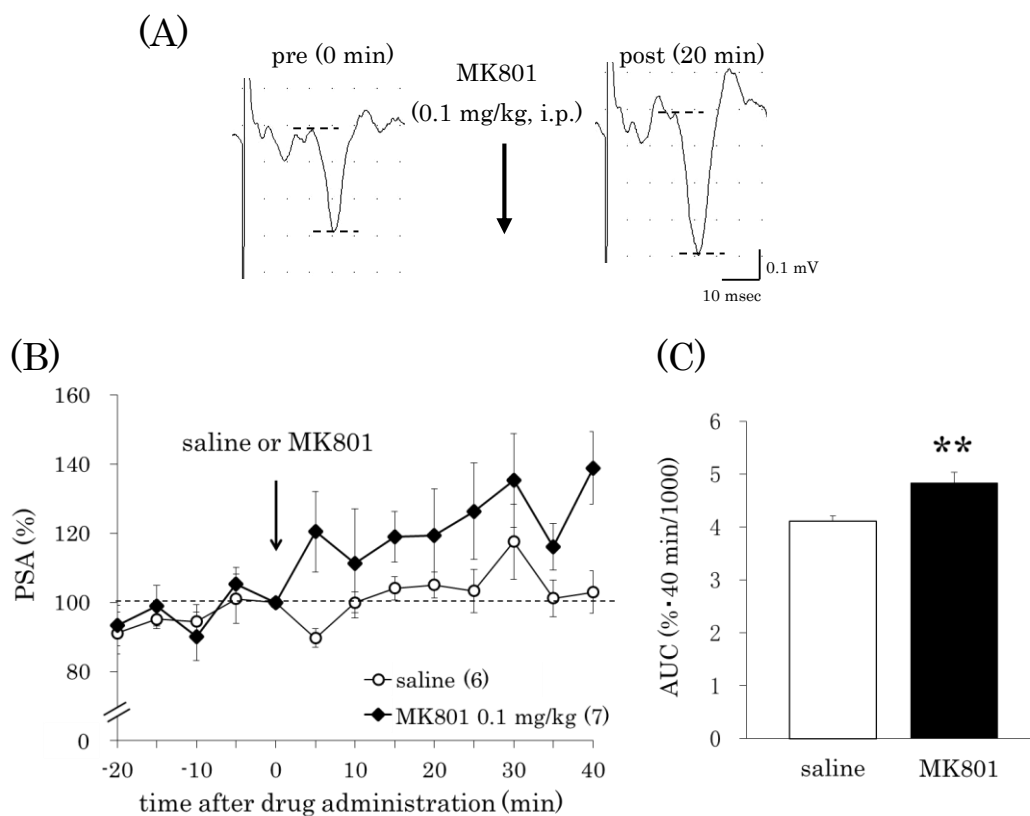 (A)
pre (0 min)
MK801
(0.1 mg/kg, i.p.)
post (20 min)
0.1 mV
10 msec
(B)
160
140
120
100
80
0
PSA (%)
saline or MK801
saline (6)
MK801 0.1 mg/kg (7)
-20 -10 0 10 20 30 40
time after drug administration (min)
(C)
6
5
4
3
2
1
0
AUC (%･40 min/1000)
**
saline MK801